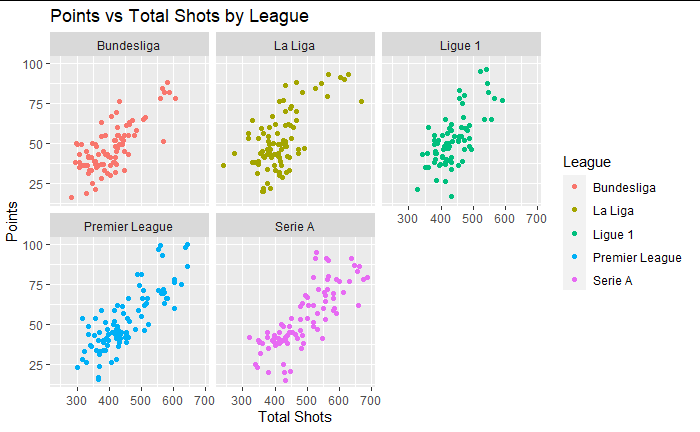 Points vs Total Shots by League
Bundesliga
La Liga
Ligue 1
100
75
50
25
Points
300 400 500 600 700
League
Bundesliga
La Liga
Ligue 1
Premier League
Serie A
Premier League
Serie A
100
75
50
25
300 400 500 600 700
300 400 500 600 700
Total Shots